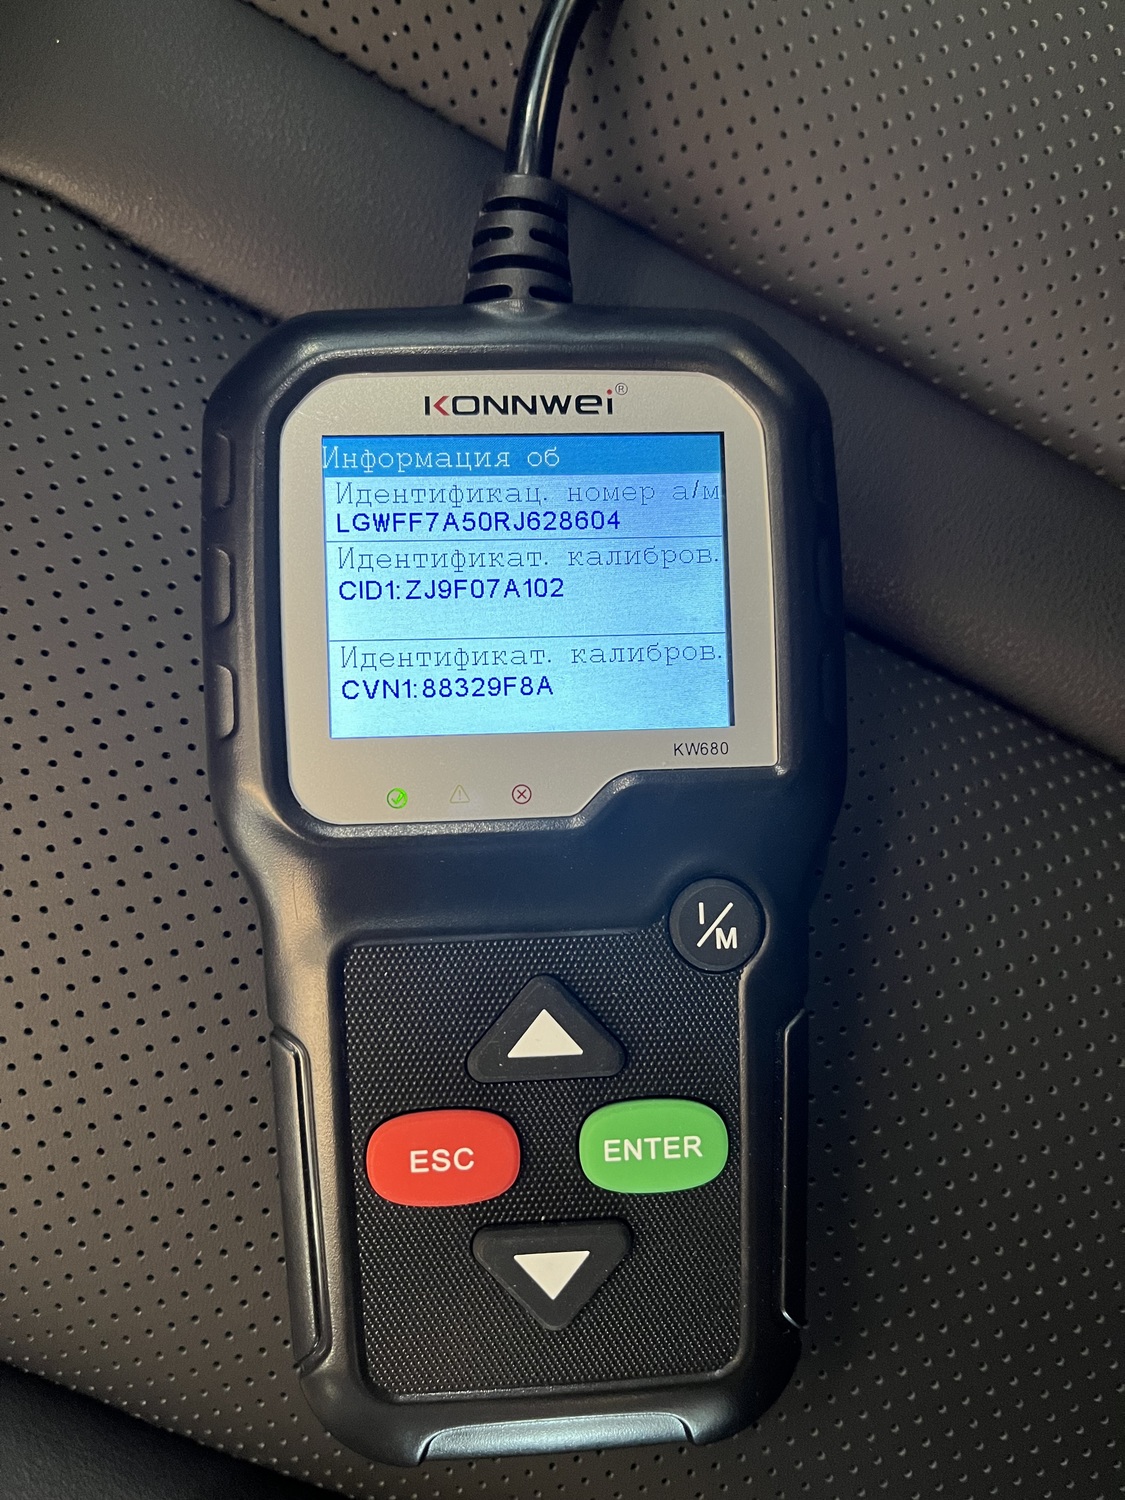 KONNWEI®
Информация об
Идентификац. номер а/м
LGWFF7A50RJ628604
Идентификат. калибров.
CID1:ZJ9F07A102
Идентификат. калибров.
CVN1:88329F8A
KW680
I/M
ESC
ENTER